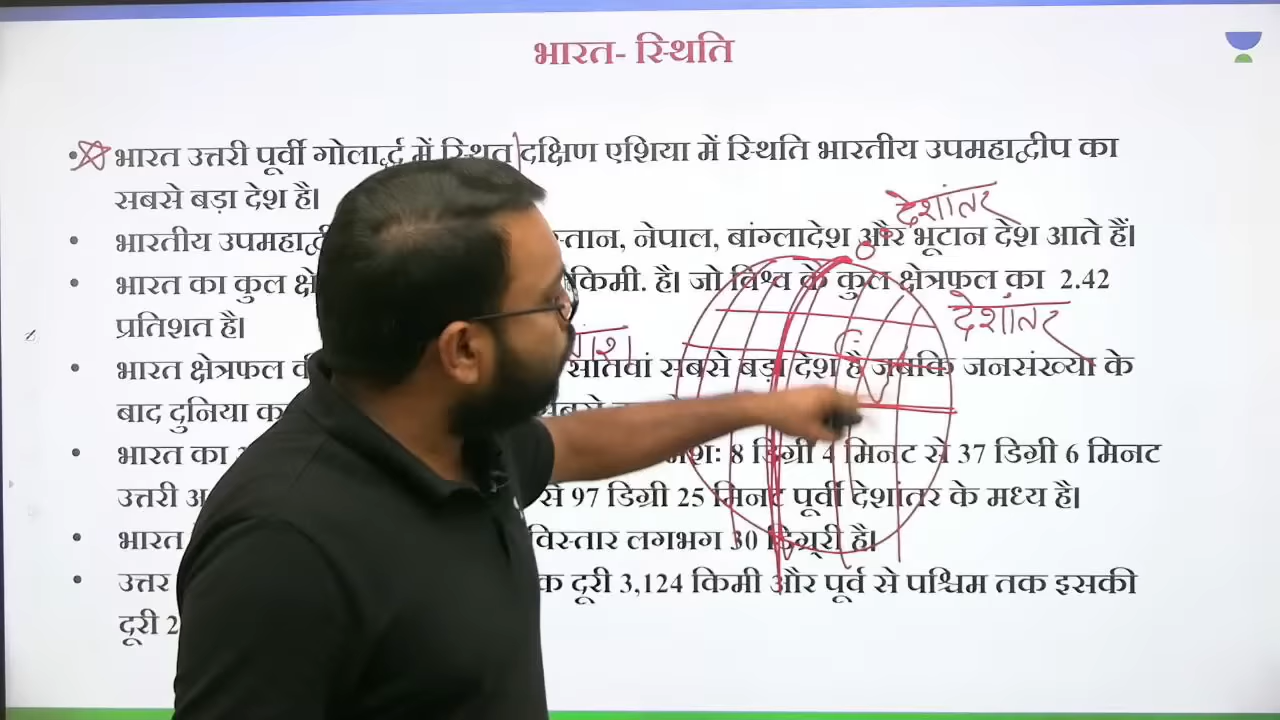 भारत- स्थिति
भारत उत्तरी पूर्वी गोलार्द्ध में स्थित दक्षिण एशिया में स्थिति भारतीय उपमहाद्वीप का
सबसे बड़ा देश है।
देशांतर
भारतीय स्तान, नेपाल, बांग्लादेश और भूटान देश आते हैं।
0°
भारत का कुल किमी. है। जो विश्व के कुल क्षेत्रफल का 2.42
प्रतिशत है।
देशांतर
भारत क्षेत्रफल सातवां सबसे बड़ा देश है जबकि जनसंख्या के
बाद दुनिया
भारत का 8 डिग्री 4 मिनट से 37 डिग्री 6 मिनट
उत्तरी से 97 डिग्री 25 मिनट पूर्वी देशांतर के मध्य है।
भारत विस्तार लगभग 30 डिग्री है।
उत्तर दूरी 3,124 किमी और पूर्व से पश्चिम तक इसकी
दूरी 2